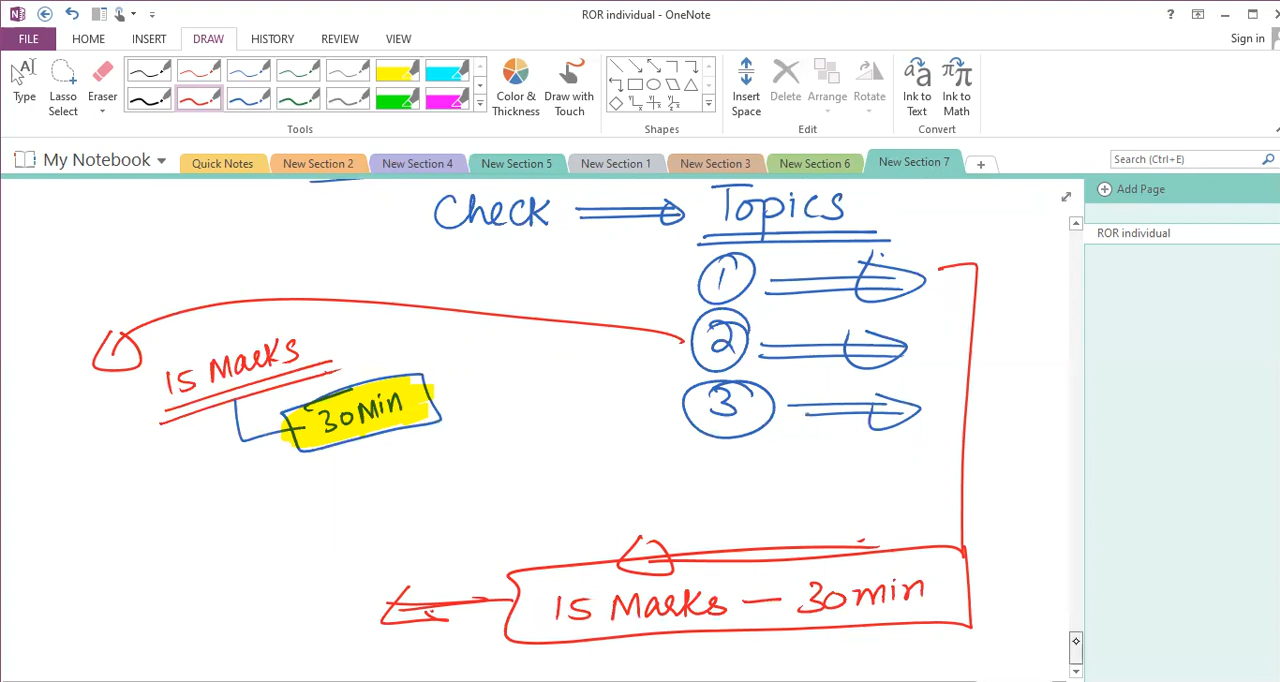 ROR individual - OneNote
?
FILE HOME INSERT DRAW HISTORY REVIEW VIEW
Sign in
Type Lasso Select Eraser
Color & Thickness Draw with Touch
Insert Space Delete Arrange Rotate Ink to Text Ink to Math
Tools Shapes Edit Convert
My Notebook Quick Notes New Section 2 New Section 4 New Section 5 New Section 1 New Section 3 New Section 6 New Section 7 +
Search (Ctrl+E)
Add Page
ROR individual
Check Topics
1
2
3
15 Marks
30 Min
15 Marks — 30 min